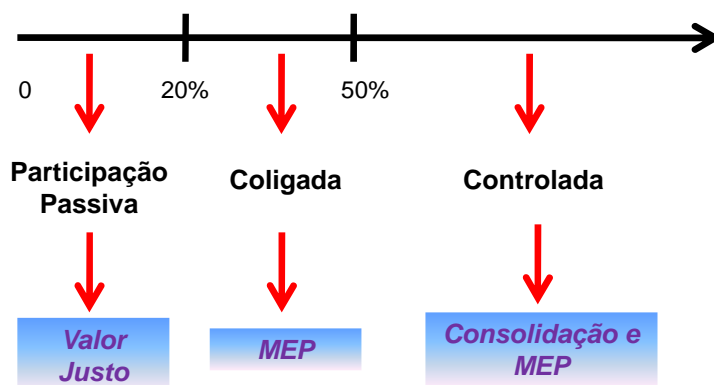 0
20%
50%
Participação
Passiva
Coligada
Controlada
Valor
Justo
MEP
Consolidação e
MEP